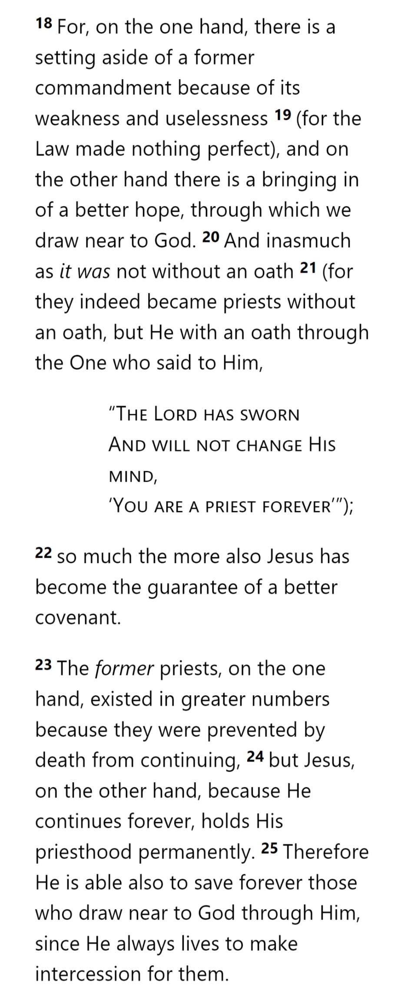 18 For, on the one hand, there is a
setting aside of a former
commandment because of its
weakness and uselessness 19 (for the
Law made nothing perfect), and on
the other hand there is a bringing in
of a better hope, through which we
draw near to God. 20 And inasmuch
as it was not without an oath 21 (for
they indeed became priests without
an oath, but He with an oath through
the One who said to Him,
“The Lord has sworn
And will not change His
mind,
‘You are a priest forever’”);
22 so much the more also Jesus has
become the guarantee of a better
covenant.
23 The former priests, on the one
hand, existed in greater numbers
because they were prevented by
death from continuing, 24 but Jesus,
on the other hand, because He
continues forever, holds His
priesthood permanently. 25 Therefore
He is able also to save forever those
who draw near to God through Him,
since He always lives to make
intercession for them.